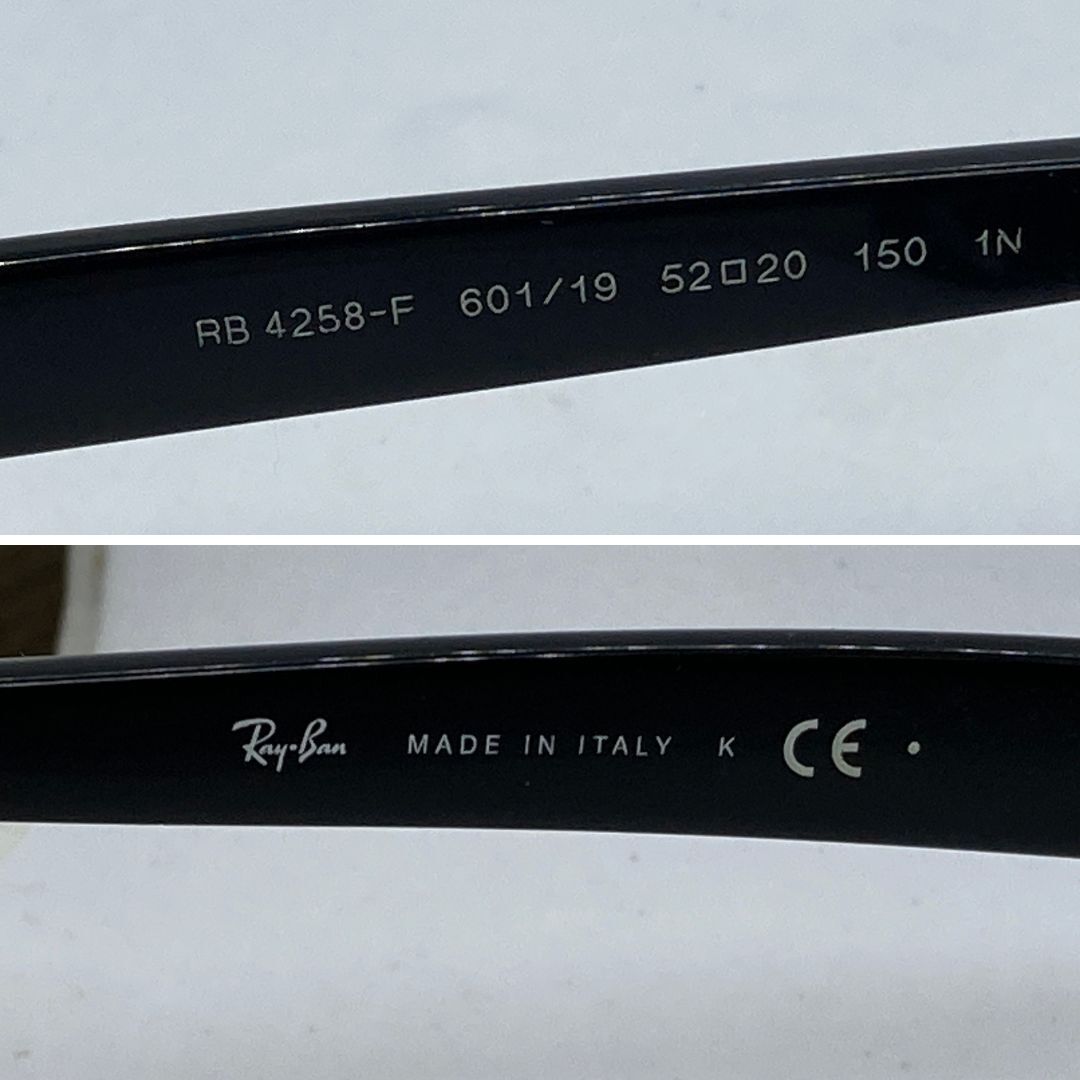 RB 4258-F 601/19 52□20 150 1N
Ray-Ban MADE IN ITALY K CE